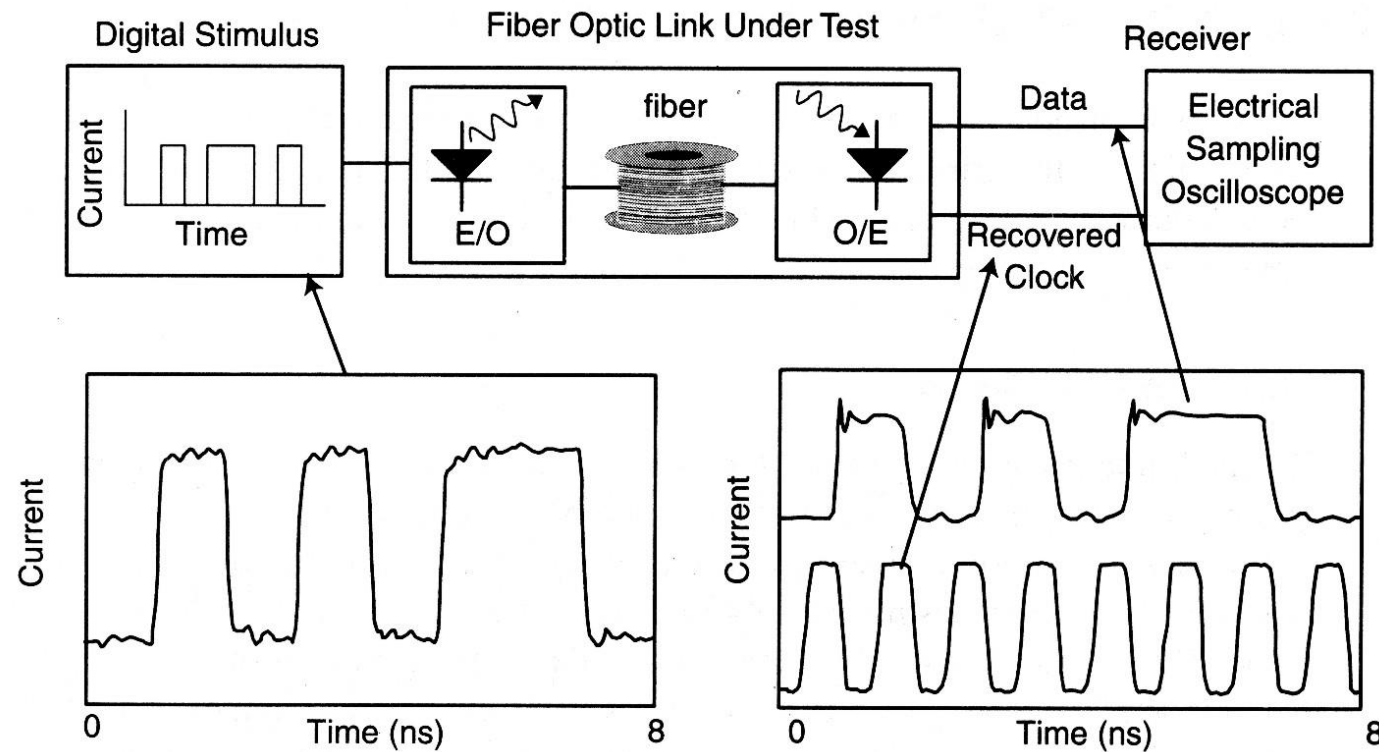 Digital Stimulus
Fiber Optic Link Under Test
Receiver
Current
Time
E/O
fiber
O/E
Data
Recovered
Clock
Electrical
Sampling
Oscilloscope
Current
0
Time (ns)
8
Current
0
Time (ns)
8